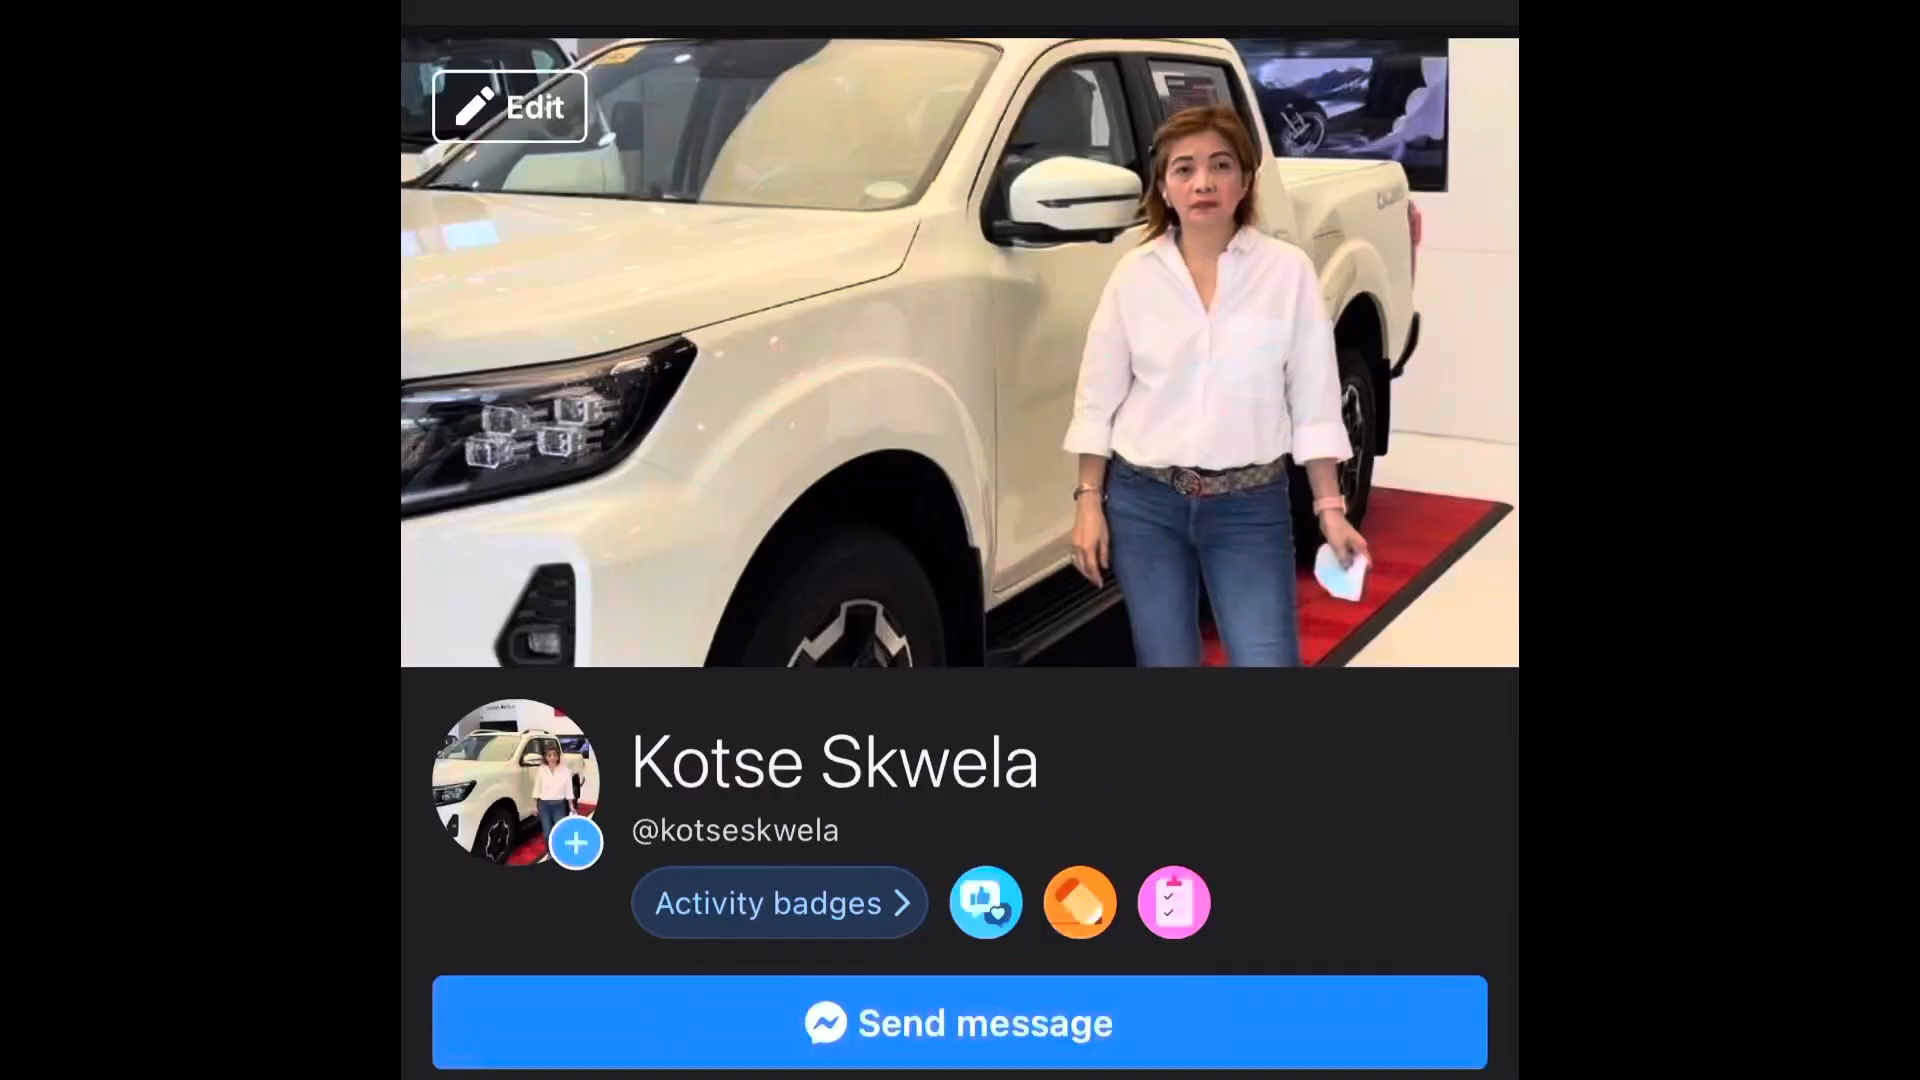 Edit
Kotse Skwela
@kotseskwela
Activity badges
Send message